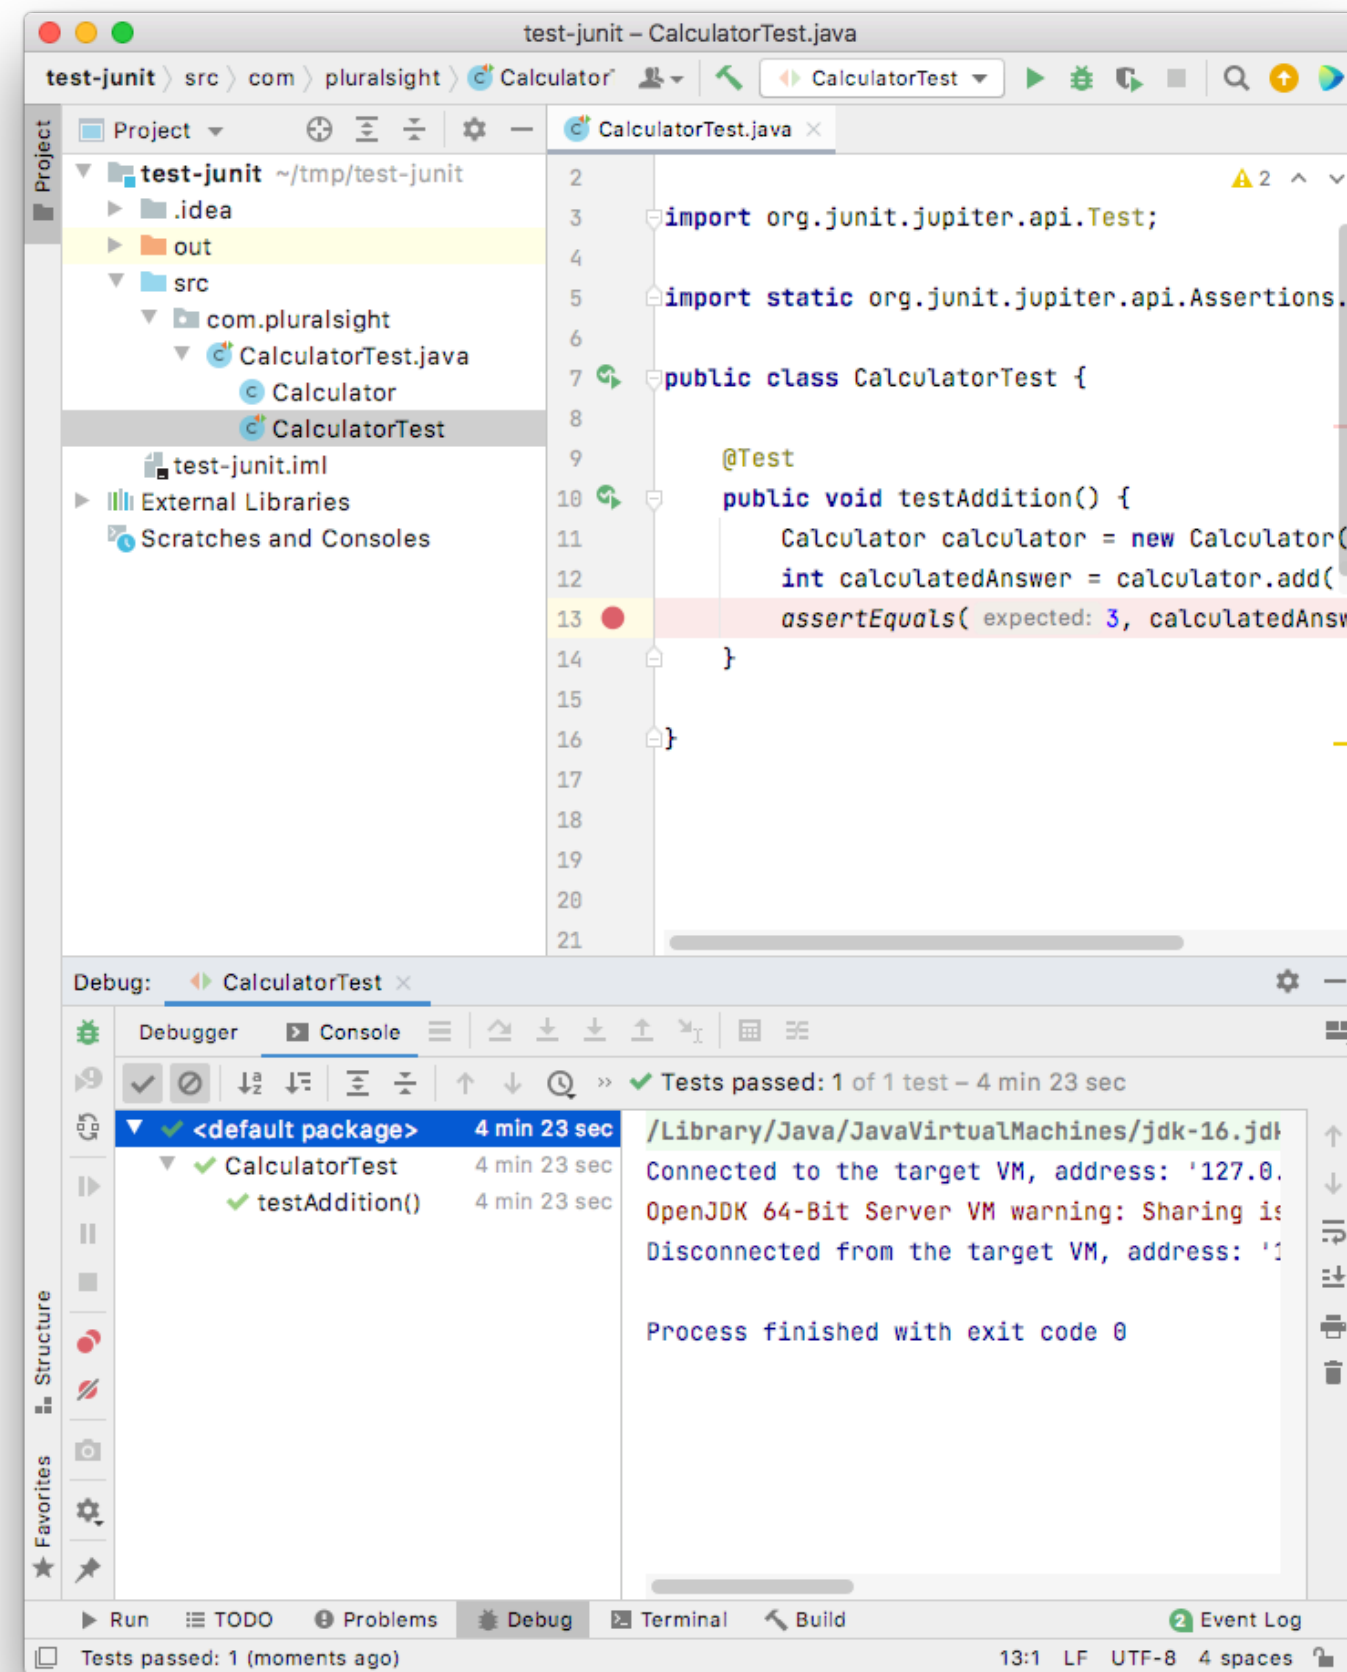 test-junit – CalculatorTest.java
test-junit src com pluralsight Calculator CalculatorTest
Project
Project
CalculatorTest.java
test-junit ~/tmp/test-junit
.idea
out
src
com.pluralsight
CalculatorTest.java
Calculator
CalculatorTest
test-junit.iml
External Libraries
Scratches and Consoles
2
2
3 import org.junit.jupiter.api.Test;
4
5 import static org.junit.jupiter.api.Assertions.
6
7 public class CalculatorTest {
8
9 @Test
10 public void testAddition() {
11 Calculator calculator = new Calculator(
12 int calculatedAnswer = calculator.add(
13 assertEquals( expected: 3, calculatedAnsw
14 }
15
16 }
17
18
19
20
21
Debug: CalculatorTest
Debugger Console
Tests passed: 1 of 1 test – 4 min 23 sec
<default package> 4 min 23 sec
CalculatorTest 4 min 23 sec
testAddition() 4 min 23 sec
/Library/Java/JavaVirtualMachines/jdk-16.jdk
Connected to the target VM, address: '127.0.
OpenJDK 64-Bit Server VM warning: Sharing is
Disconnected from the target VM, address: '1
Process finished with exit code 0
Structure
Favorites
Run TODO Problems Debug Terminal Build 2 Event Log
Tests passed: 1 (moments ago) 13:1 LF UTF-8 4 spaces